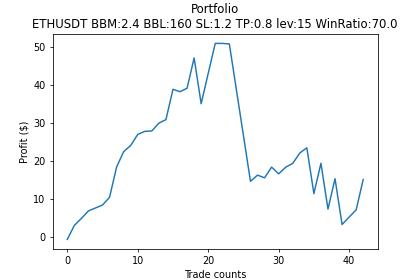 Portfolio
ETHUSDT BBM:2.4 BBL:160 SL:1.2 TP:0.8 lev:15 WinRatio:70.0
50
40
30
20
10
0
Profit ($)
0
10
20
30
40
Trade counts